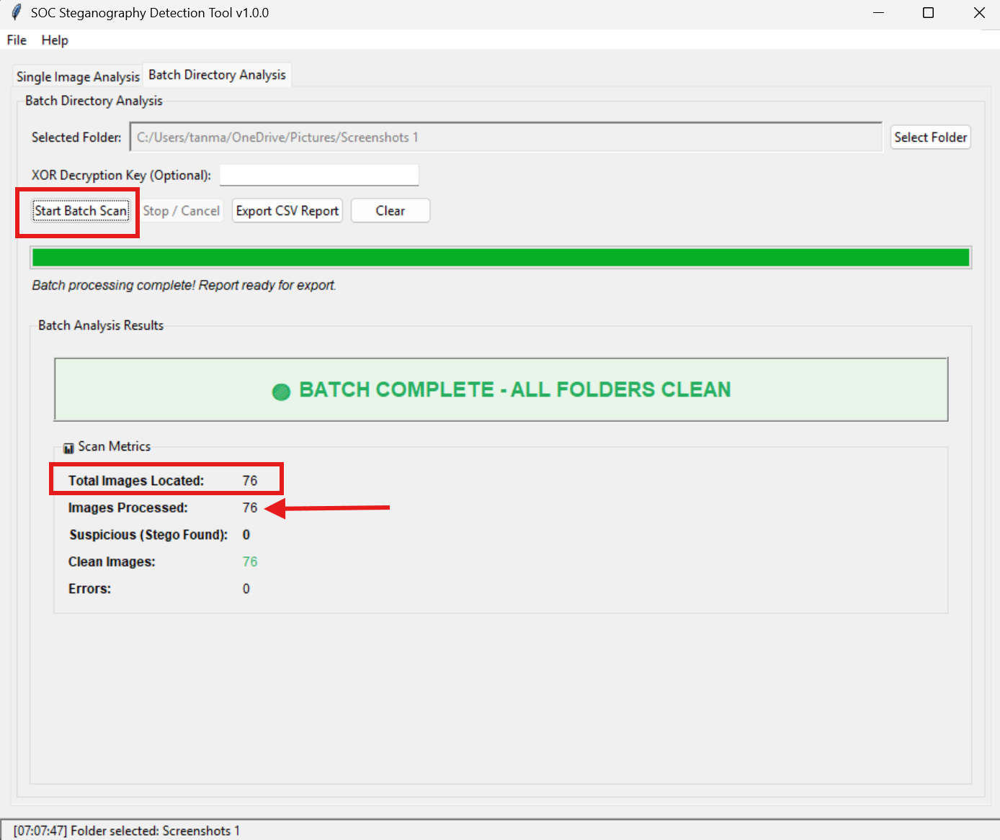 SOC Steganography Detection Tool v1.0.0
File Help
Single Image Analysis Batch Directory Analysis
Batch Directory Analysis
Selected Folder: C:/Users/tanma/OneDrive/Pictures/Screenshots 1 Select Folder
XOR Decryption Key (Optional):
Start Batch Scan Stop / Cancel Export CSV Report Clear
Batch processing complete! Report ready for export.
Batch Analysis Results
BATCH COMPLETE - ALL FOLDERS CLEAN
Scan Metrics
Total Images Located: 76
Images Processed: 76
Suspicious (Stego Found): 0
Clean Images: 76
Errors: 0
[07:07:47] Folder selected: Screenshots 1